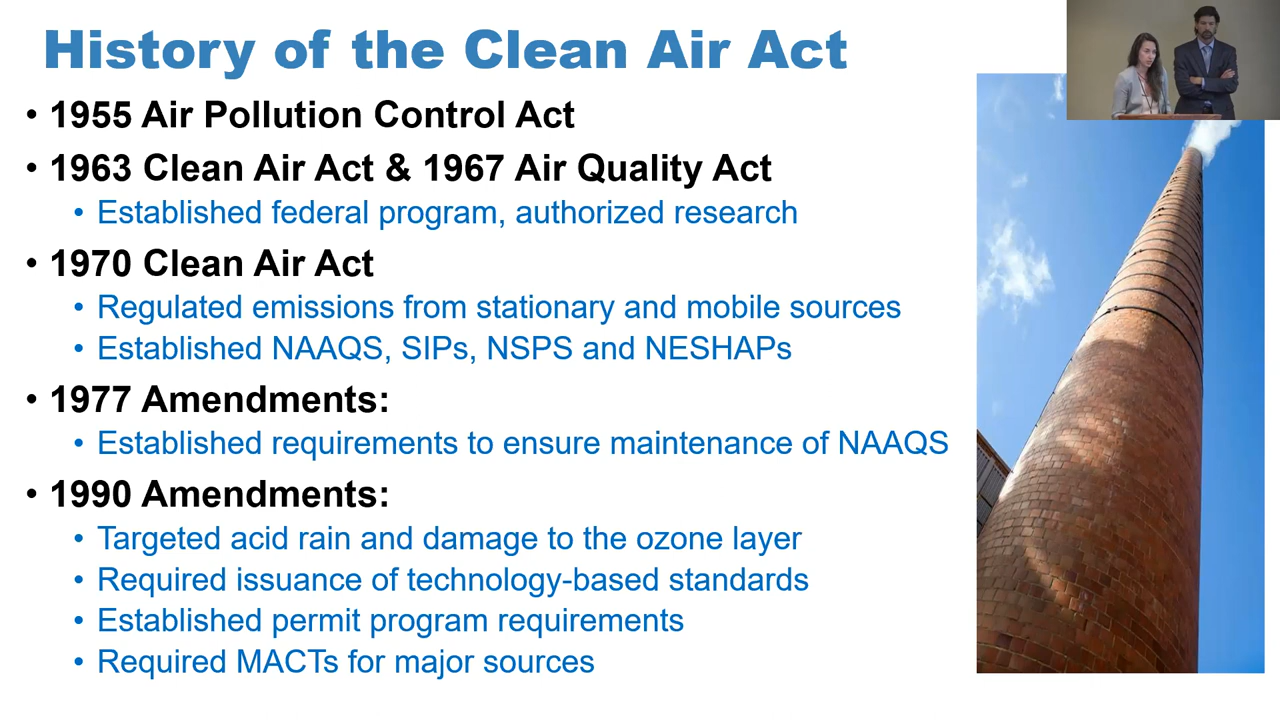 History of the Clean Air Act
• 1955 Air Pollution Control Act
• 1963 Clean Air Act & 1967 Air Quality Act
• Established federal program, authorized research
• 1970 Clean Air Act
• Regulated emissions from stationary and mobile sources
• Established NAAQS, SIPs, NSPS and NESHAPs
• 1977 Amendments:
• Established requirements to ensure maintenance of NAAQS
• 1990 Amendments:
• Targeted acid rain and damage to the ozone layer
• Required issuance of technology-based standards
• Established permit program requirements
• Required MACTs for major sources